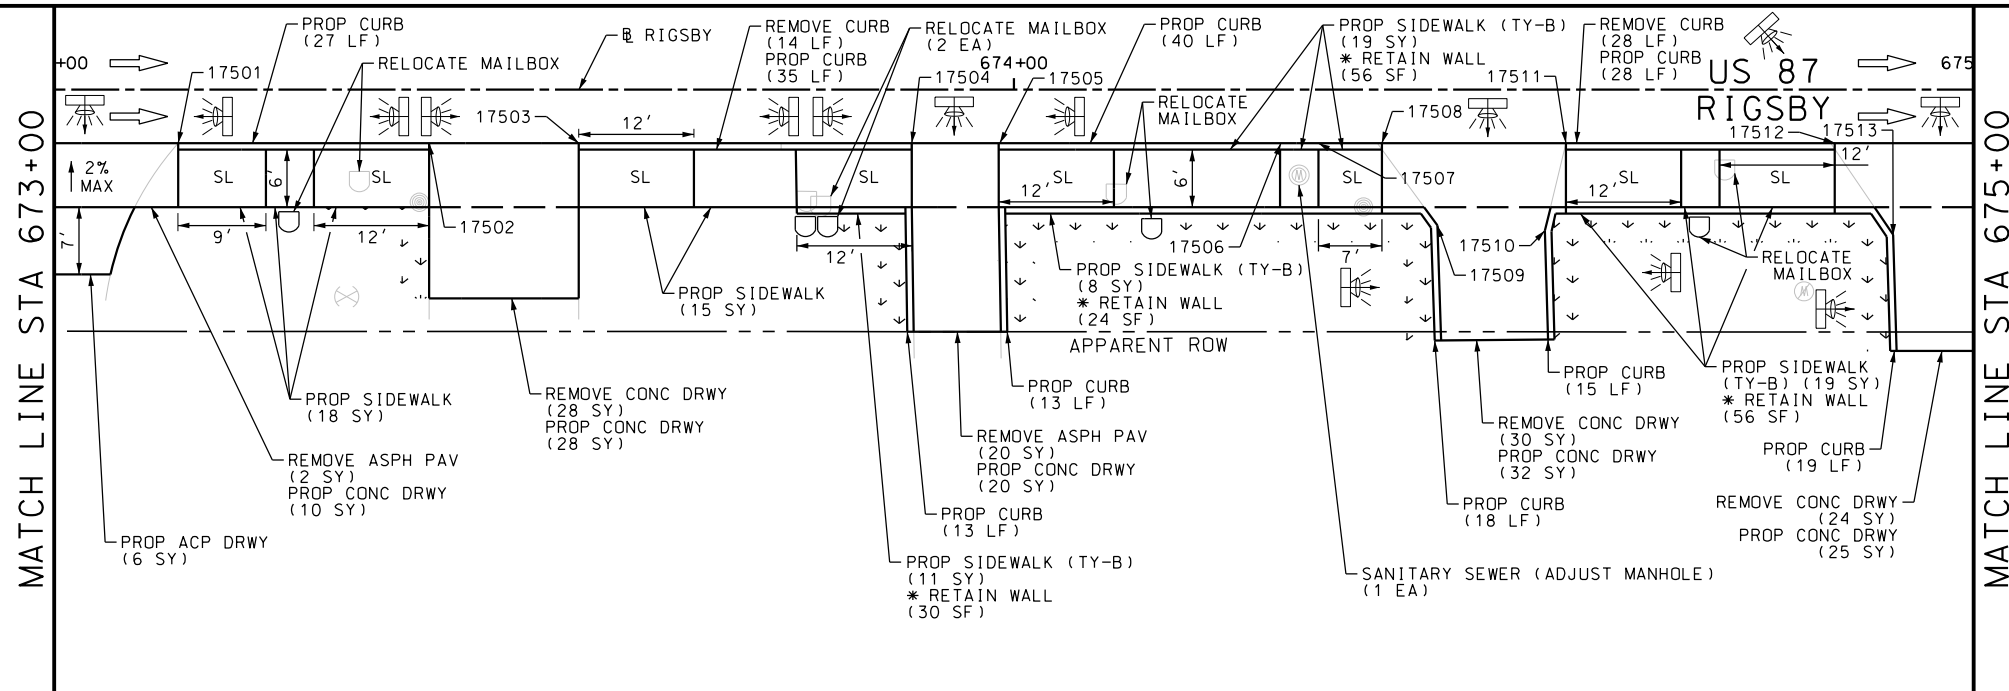 MATCH LINE STA 673+00
+00
PROP CURB
(27 LF)
17501
RELOCATE MAILBOX
℄ RIGSBY
17503
12'
REMOVE CURB
(14 LF)
PROP CURB
(35 LF)
RELOCATE MAILBOX
(2 EA)
674+00
17504
17505
PROP CURB
(40 LF)
RELOCATE
MAILBOX
PROP SIDEWALK (TY-B)
(19 SY)
* RETAIN WALL
(56 SF)
17508
17511
REMOVE CURB
(28 LF)
PROP CURB
(28 LF)
US 87
RIGSBY
675
17512
17513
12'
2%
MAX
SL
6'
SL
SL
SL
SL
12'
6'
SL
17507
SL
12'
SL
7'
9'
12'
17502
12'
17506
7'
17510
17509
RELOCATE
MAILBOX
PROP SIDEWALK
(15 SY)
PROP SIDEWALK (TY-B)
(8 SY)
* RETAIN WALL
(24 SF)
APPARENT ROW
PROP SIDEWALK
(18 SY)
REMOVE CONC DRWY
(28 SY)
PROP CONC DRWY
(28 SY)
PROP CURB
(13 LF)
PROP CURB
(15 LF)
PROP SIDEWALK
(TY-B) (19 SY)
* RETAIN WALL
(56 SF)
REMOVE ASPH PAV
(2 SY)
PROP CONC DRWY
(10 SY)
REMOVE ASPH PAV
(20 SY)
PROP CONC DRWY
(20 SY)
REMOVE CONC DRWY
(30 SY)
PROP CONC DRWY
(32 SY)
PROP CURB
(19 LF)
PROP ACP DRWY
(6 SY)
PROP CURB
(13 LF)
PROP CURB
(18 LF)
REMOVE CONC DRWY
(24 SY)
PROP CONC DRWY
(25 SY)
PROP SIDEWALK (TY-B)
(11 SY)
* RETAIN WALL
(30 SF)
SANITARY SEWER (ADJUST MANHOLE)
(1 EA)
MATCH LINE STA 675+00